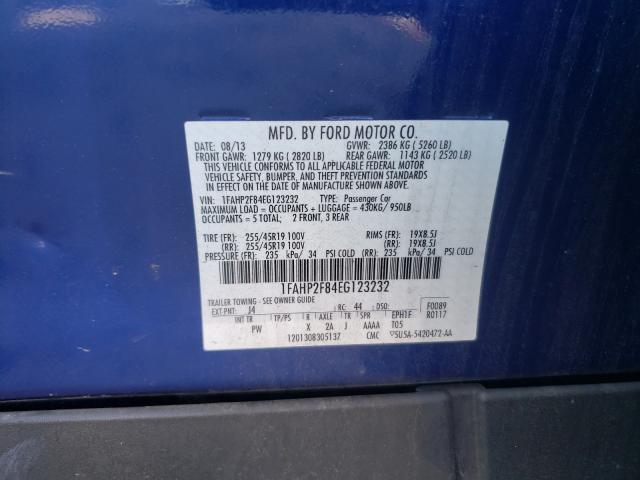 MFD. BY FORD MOTOR CO.
DATE: 08/13 GVWR: 2386 KG ( 5260 LB)
FRONT GAWR: 1279 KG ( 2820 LB) REAR GAWR: 1143 KG ( 2520 LB)
THIS VEHICLE CONFORMS TO ALL APPLICABLE FEDERAL MOTOR
VEHICLE SAFETY, BUMPER, AND THEFT PREVENTION STANDARDS
IN EFFECT ON THE DATE OF MANUFACTURE SHOWN ABOVE.
VIN: 1FAHP2F84EG123232 TYPE: Passenger Car
MAXIMUM LOAD = OCCUPANTS + LUGGAGE = 430KG/ 950LB
OCCUPANTS = 5 TOTAL; 2 FRONT, 3 REAR
TIRE (FR): 255/45R19 100V RIMS (FR): 19X8.5J
(RR): 255/45R19 100V (RR): 19X8.5J
PRESSURE (FR): 235 kPa/ 34 PSI COLD (RR): 235 kPa/ 34 PSI COLD
1FAHP2F84EG123232
TRAILER TOWING - SEE OWNER GUIDE
EXT PNT: J4 RC: 44 DSO: F0089
INT TR TP/PS R AXLE TR EPH1F R0117
PW X 2A J AAAA T05
1201308305137 CMC 5U5A-5420472-AA